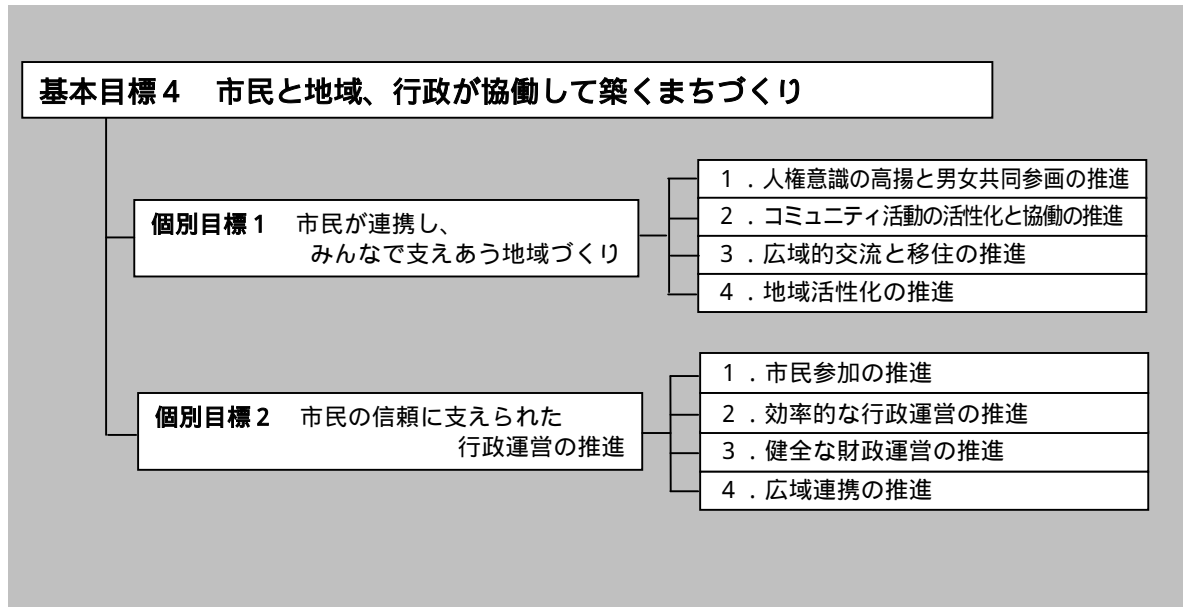 基本目標４　市民と地域、行政が協働して築くまちづくり
個別目標１　市民が連携し、
みんなで支えあう地域づくり
１．人権意識の高揚と男女共同参画の推進
２．コミュニティ活動の活性化と協働の推進
３．広域的交流と移住の推進
４．地域活性化の推進
個別目標２　市民の信頼に支えられた
行政運営の推進
１．市民参加の推進
２．効率的な行政運営の推進
３．健全な財政運営の推進
４．広域連携の推進